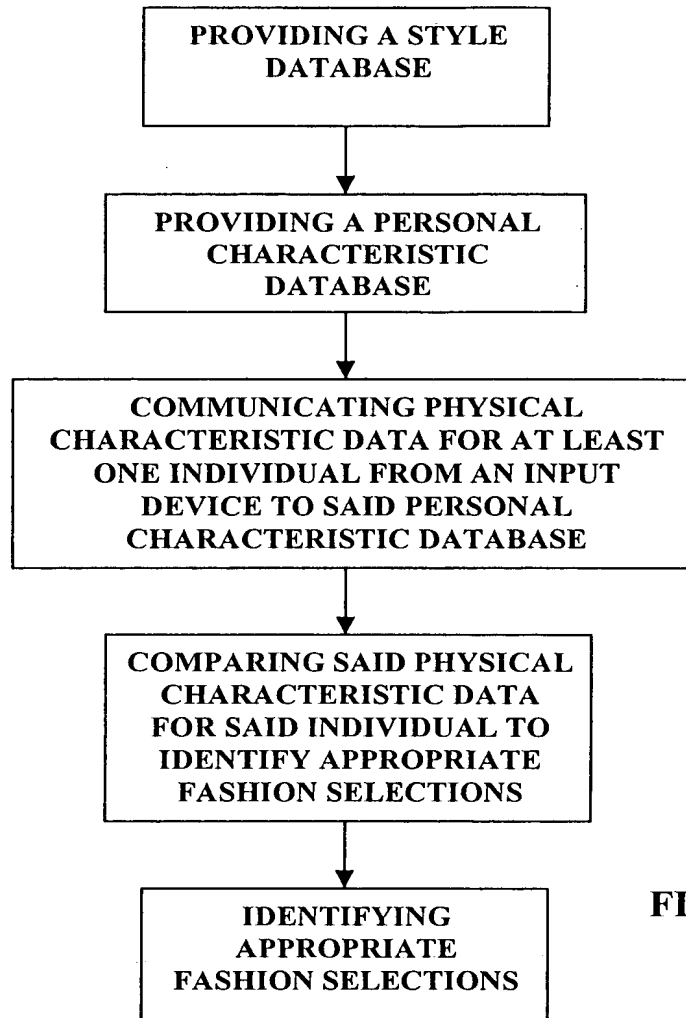 PROVIDING A STYLE
DATABASE
PROVIDING A PERSONAL
CHARACTERISTIC
DATABASE
COMMUNICATING PHYSICAL
CHARACTERISTIC DATA FOR AT LEAST
ONE INDIVIDUAL FROM AN INPUT
DEVICE TO SAID PERSONAL
CHARACTERISTIC DATABASE
COMPARING SAID PHYSICAL
CHARACTERISTIC DATA
FOR SAID INDIVIDUAL TO
IDENTIFY APPROPRIATE
FASHION SELECTIONS
IDENTIFYING
APPROPRIATE
FASHION SELECTIONS